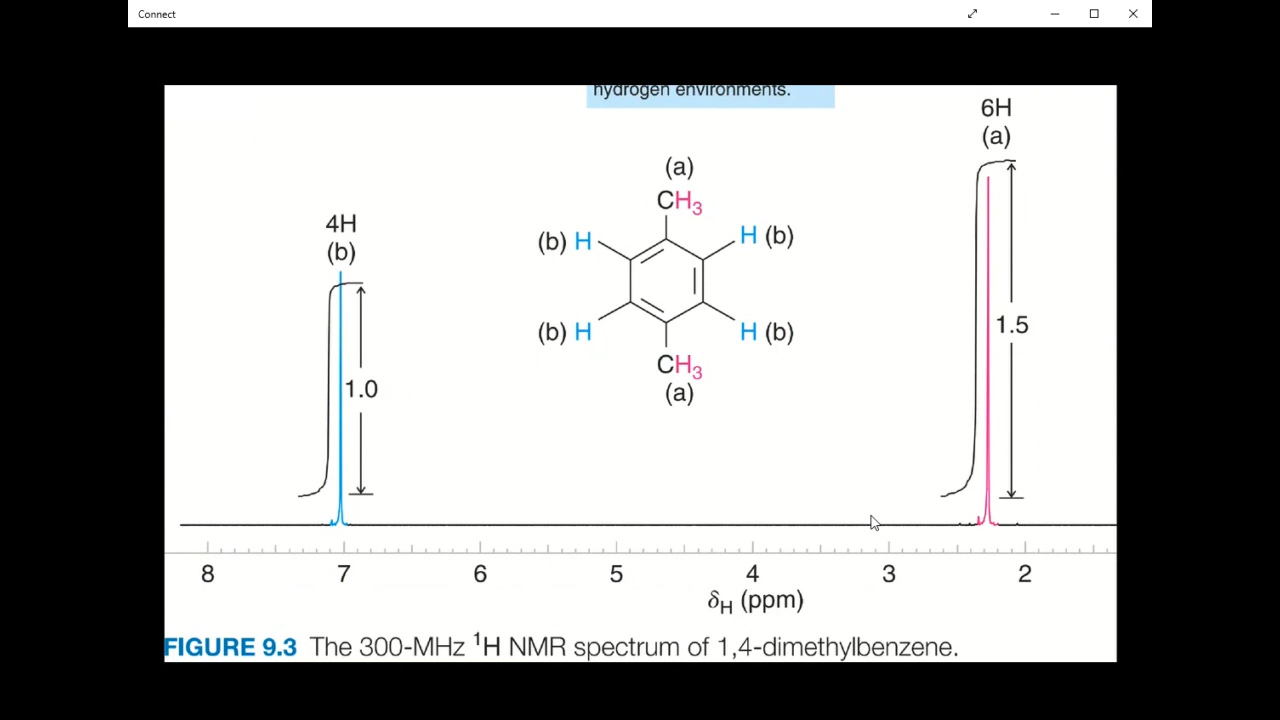 Connect
hydrogen environments.
6H
(a)
(a)
CH3
4H
(b)
(b) H
H (b)
1.5
(b) H
H (b)
CH3
(a)
1.0
8 7 6 5 4 3 2
δH (ppm)
FIGURE 9.3 The 300-MHz ¹H NMR spectrum of 1,4-dimethylbenzene.